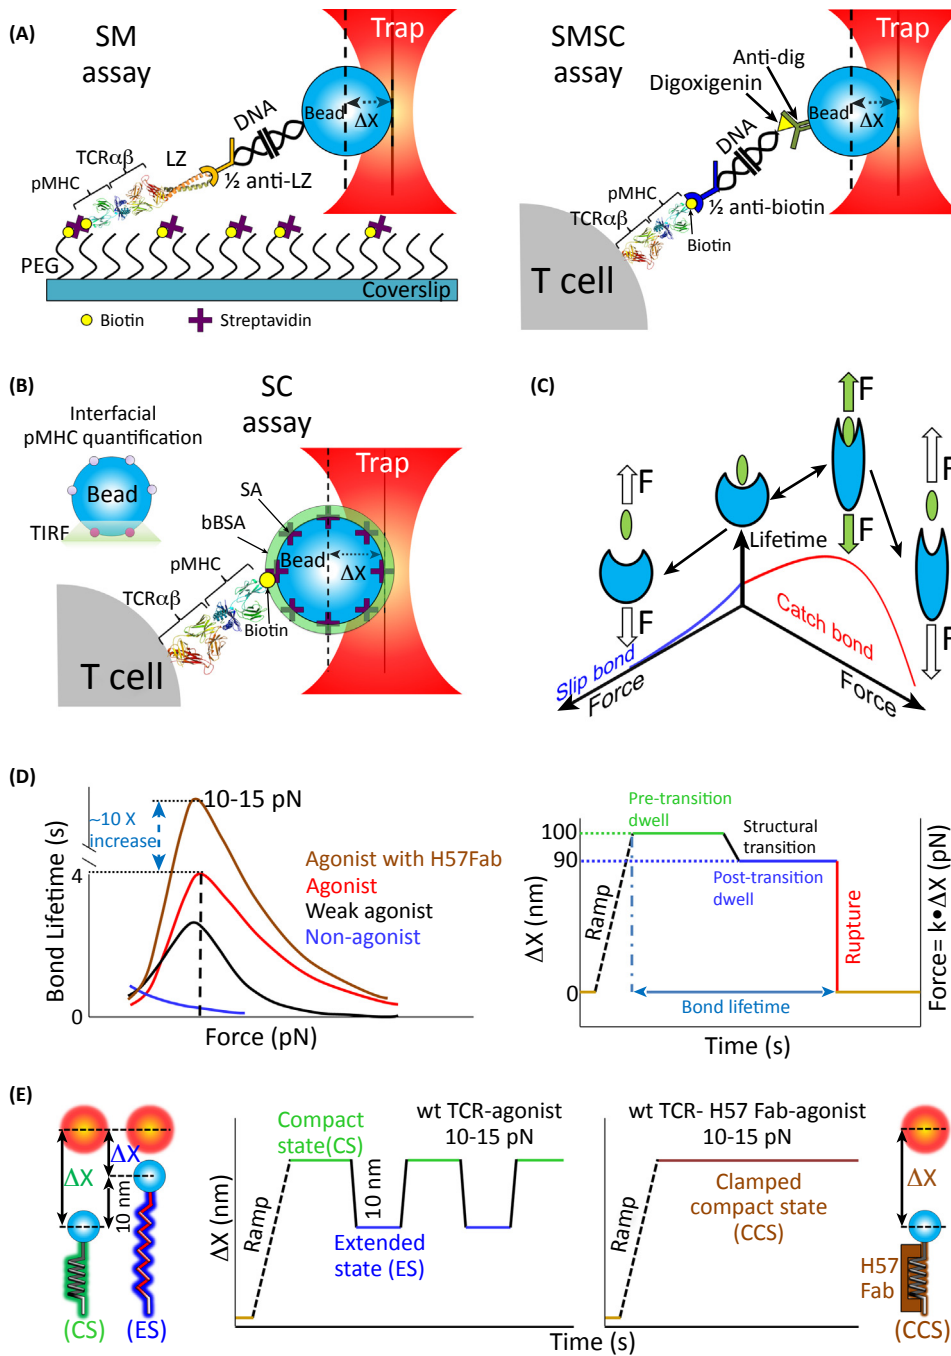 (A)
SM
assay
Trap
Bead
ΔX
DNA
LZ
TCRαβ
pMHC
½ anti-LZ
PEG
Coverslip
Biotin
Streptavidin
SMSC
assay
Trap
Anti-dig
Digoxigenin
Bead
ΔX
DNA
pMHC
½ anti-biotin
TCRαβ
Biotin
T cell
(B)
SC
assay
Interfacial
pMHC quantification
Bead
TIRF
Trap
SA
bBSA
Bead
ΔX
pMHC
TCRαβ
Biotin
T cell
(C)
F
F
F
F
F
F
Lifetime
Slip bond
Catch bond
Force
Force
(D)
Bond Lifetime (s)
10-15 pN
~10 X
increase
4
0
Agonist with H57Fab
Agonist
Weak agonist
Non-agonist
Force (pN)
ΔX (nm)
100
90
0
Pre-transition
dwell
Structural
transition
Post-transition
dwell
Ramp
Rupture
Bond lifetime
Time (s)
Force= k•ΔX (pN)
(E)
ΔX
ΔX
10 nm
(CS)
(ES)
ΔX (nm)
Compact
state(CS)
wt TCR-agonist
10-15 pN
Ramp
10 nm
Extended
state (ES)
wt TCR- H57 Fab-agonist
10-15 pN
Ramp
Clamped
compact state
(CCS)
Time (s)
ΔX
H57
Fab
(CCS)